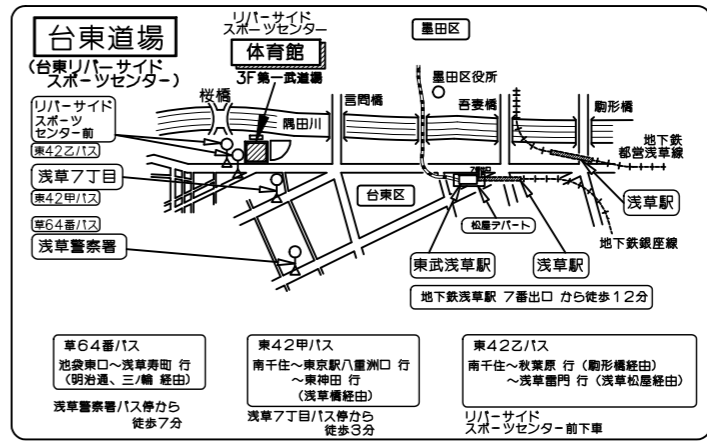 台東道場
(台東リバーサイド
スポーツセンター)
リバーサイド
スポーツセンター
体育館
3F第一武道場
墨田区
墨田区役所
桜橋
言問橋
吾妻橋
駒形橋
隅田川
リバーサイド
スポーツ
センター前
東42乙バス
浅草7丁目
東42甲バス
草64番バス
浅草警察署
台東区
地下鉄
都営浅草線
浅草駅
松屋デパート
地下鉄銀座線
東武浅草駅
浅草駅
地下鉄浅草駅 7番出口 から徒歩12分
草64番バス
池袋東口～浅草寿町 行
(明治通、三ノ輪 経由)
浅草警察署バス停から
徒歩7分
東42甲バス
南千住～東京駅八重洲口 行
～東神田 行
(浅草橋経由)
浅草7丁目バス停から
徒歩3分
東42乙バス
南千住～秋葉原 行 (駒形橋経由)
～浅草雷門 行 (浅草松屋経由)
リバーサイド
スポーツセンター前下車